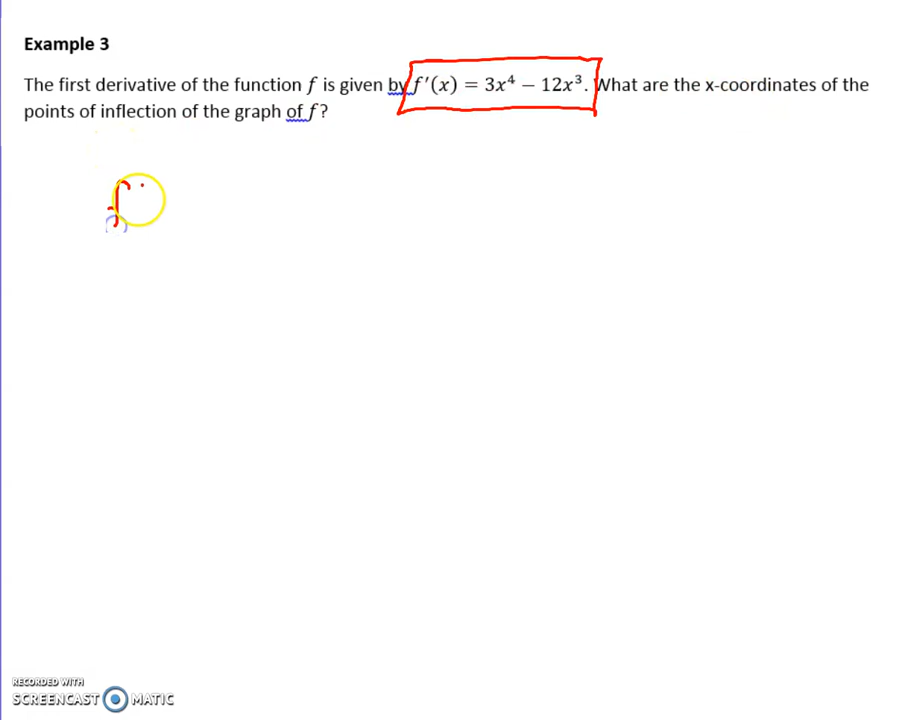 Example 3
The first derivative of the function f is given by f′(x) = 3x⁴ − 12x³. What are the x-coordinates of the
points of inflection of the graph of f?
f
RECORDED WITH
SCREENCAST MATIC